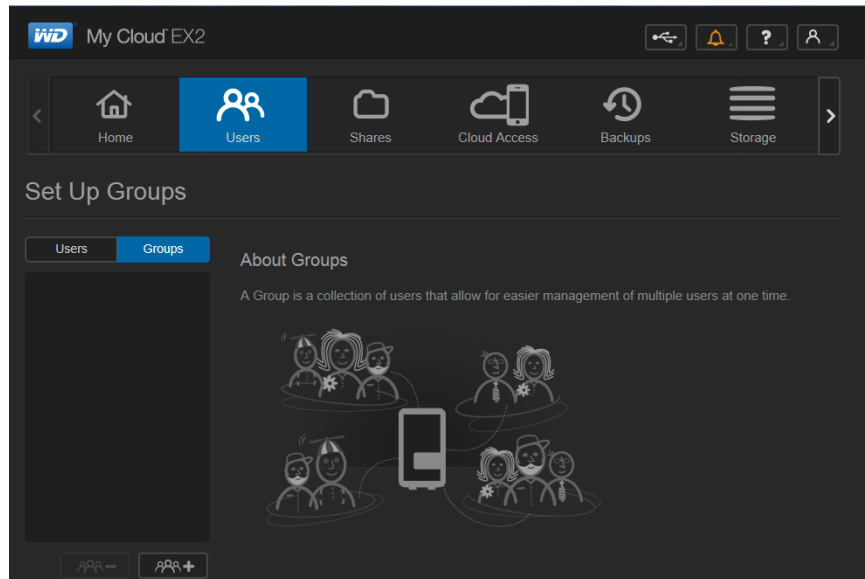 WD My Cloud EX2
?
Home Users Shares Cloud Access Backups Storage
Set Up Groups
Users Groups
About Groups
A Group is a collection of users that allow for easier management of multiple users at one time.